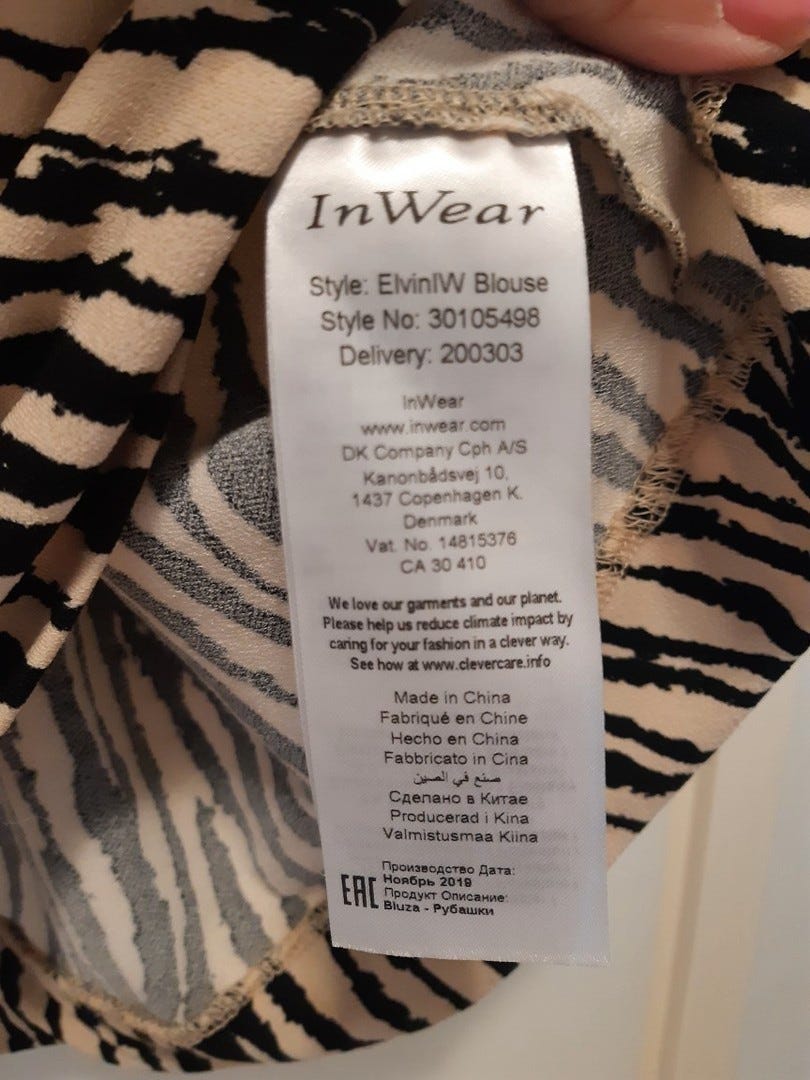 InWear
Style: ElvinIW Blouse
Style No: 30105498
Delivery: 200303
InWear
www.inwear.com
DK Company Cph A/S
Kanonbådsvej 10,
1437 Copenhagen K.
Denmark
Vat. No. 14815376
CA 30 410
We love our garments and our planet.
Please help us reduce climate impact by
caring for your fashion in a clever way.
See how at www.clevercare.info
Made in China
Fabriqué en Chine
Hecho en China
Fabbricato in Cina
صنع في الصين
Сделано в Китае
Producerad i Kina
Valmistusmaa Kiina
EAC
Производство Дата:
Ноябрь 2019
Продукт Описание:
Bluza - Рубашки